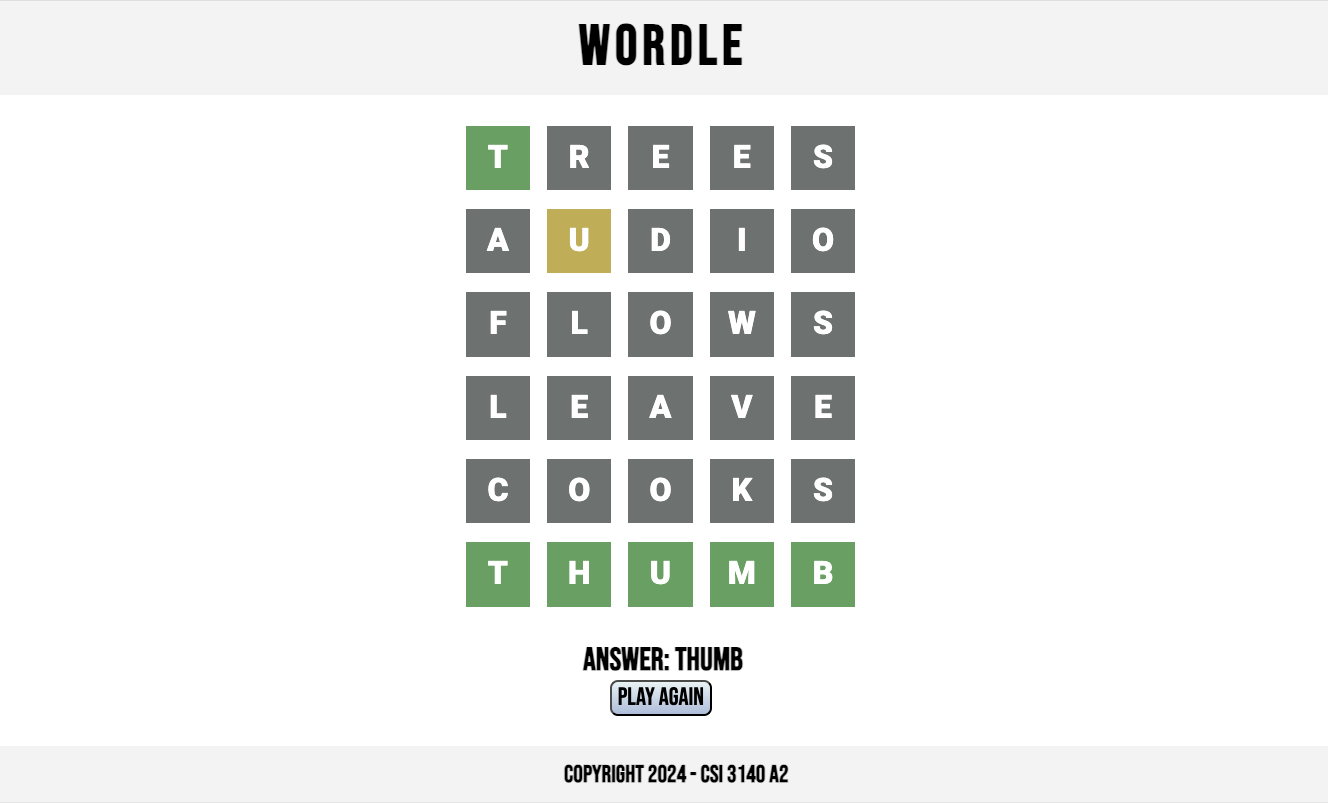 WORDLE
T R E E S
A U D I O
F L O W S
L E A V E
C O O K S
T H U M B
ANSWER: THUMB
PLAY AGAIN
COPYRIGHT 2024 - CSI 3140 A2